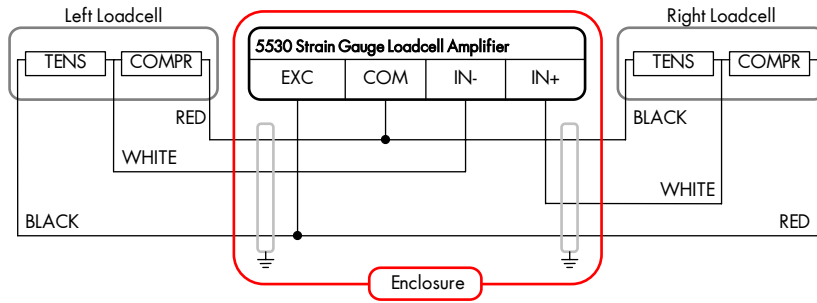 Left Loadcell
Right Loadcell
5530 Strain Gauge Loadcell Amplifier
TENS
COMPR
EXC
COM
IN-
IN+
TENS
COMPR
RED
BLACK
WHITE
WHITE
BLACK
RED
Enclosure